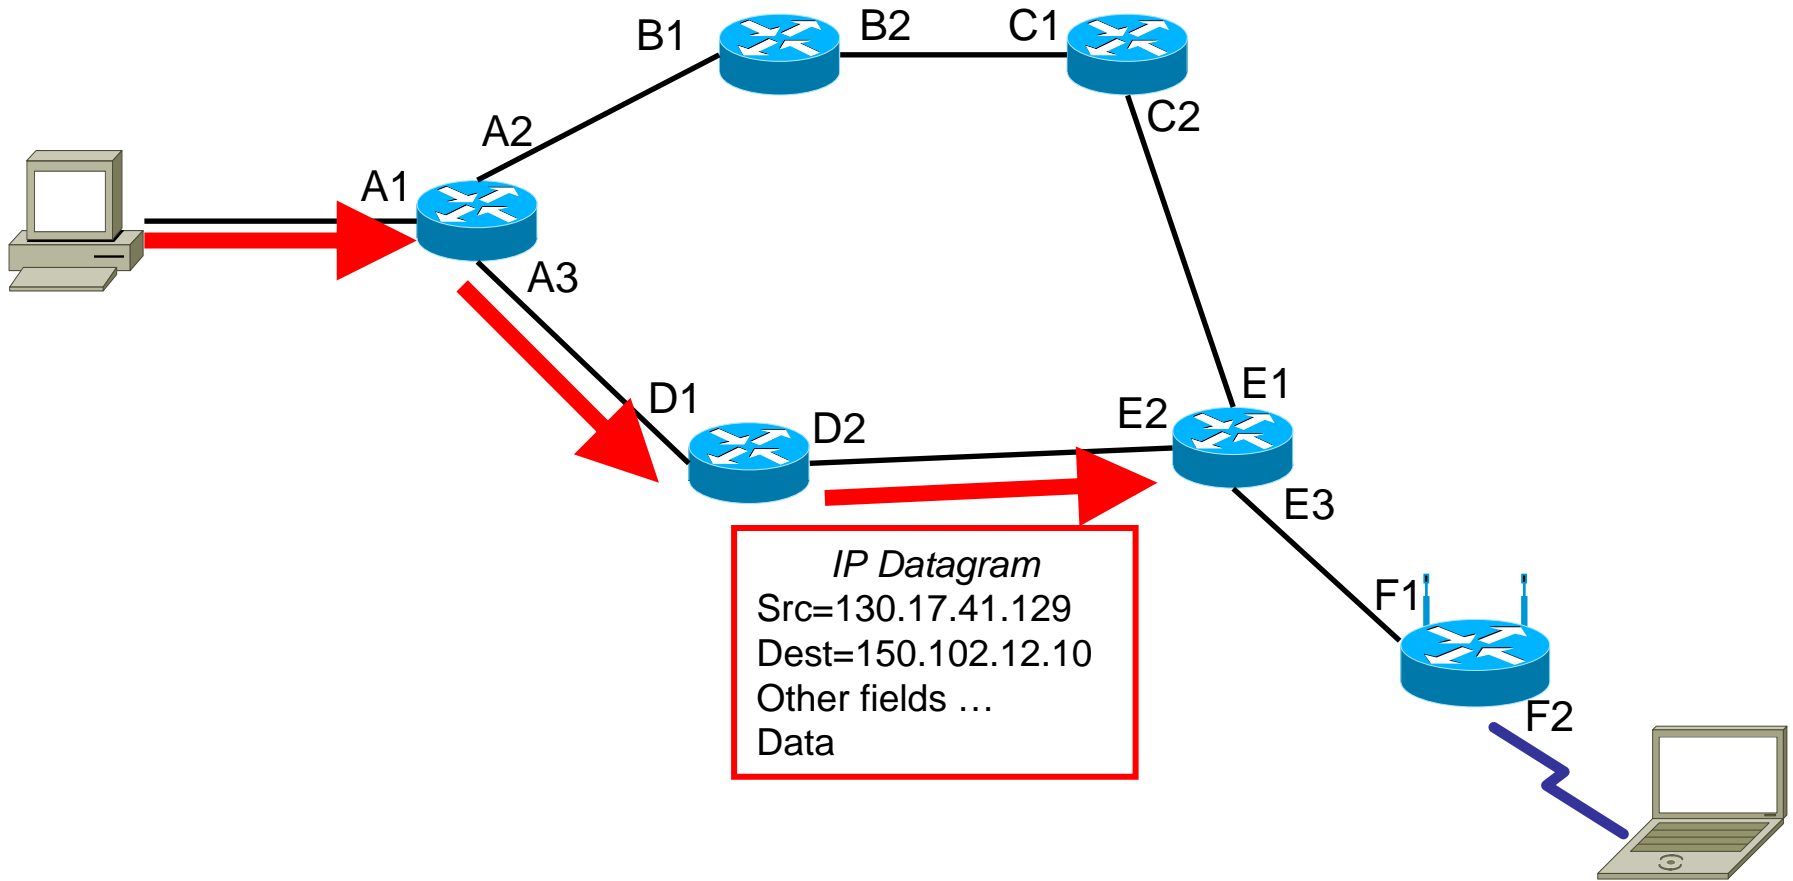 B1
B2
C1
C2
A2
A1
A3
D1
D2
E2
E1
E3
IP Datagram
Src=130.17.41.129
Dest=150.102.12.10
Other fields …
Data
F1
F2